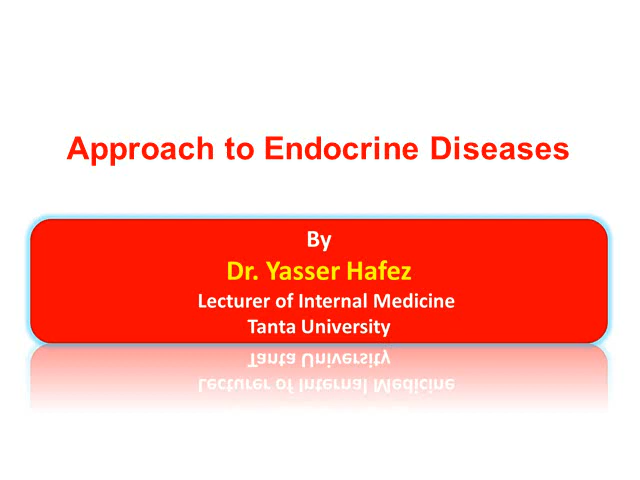 Approach to Endocrine Diseases
By
Dr. Yasser Hafez
Lecturer of Internal Medicine
Tanta University